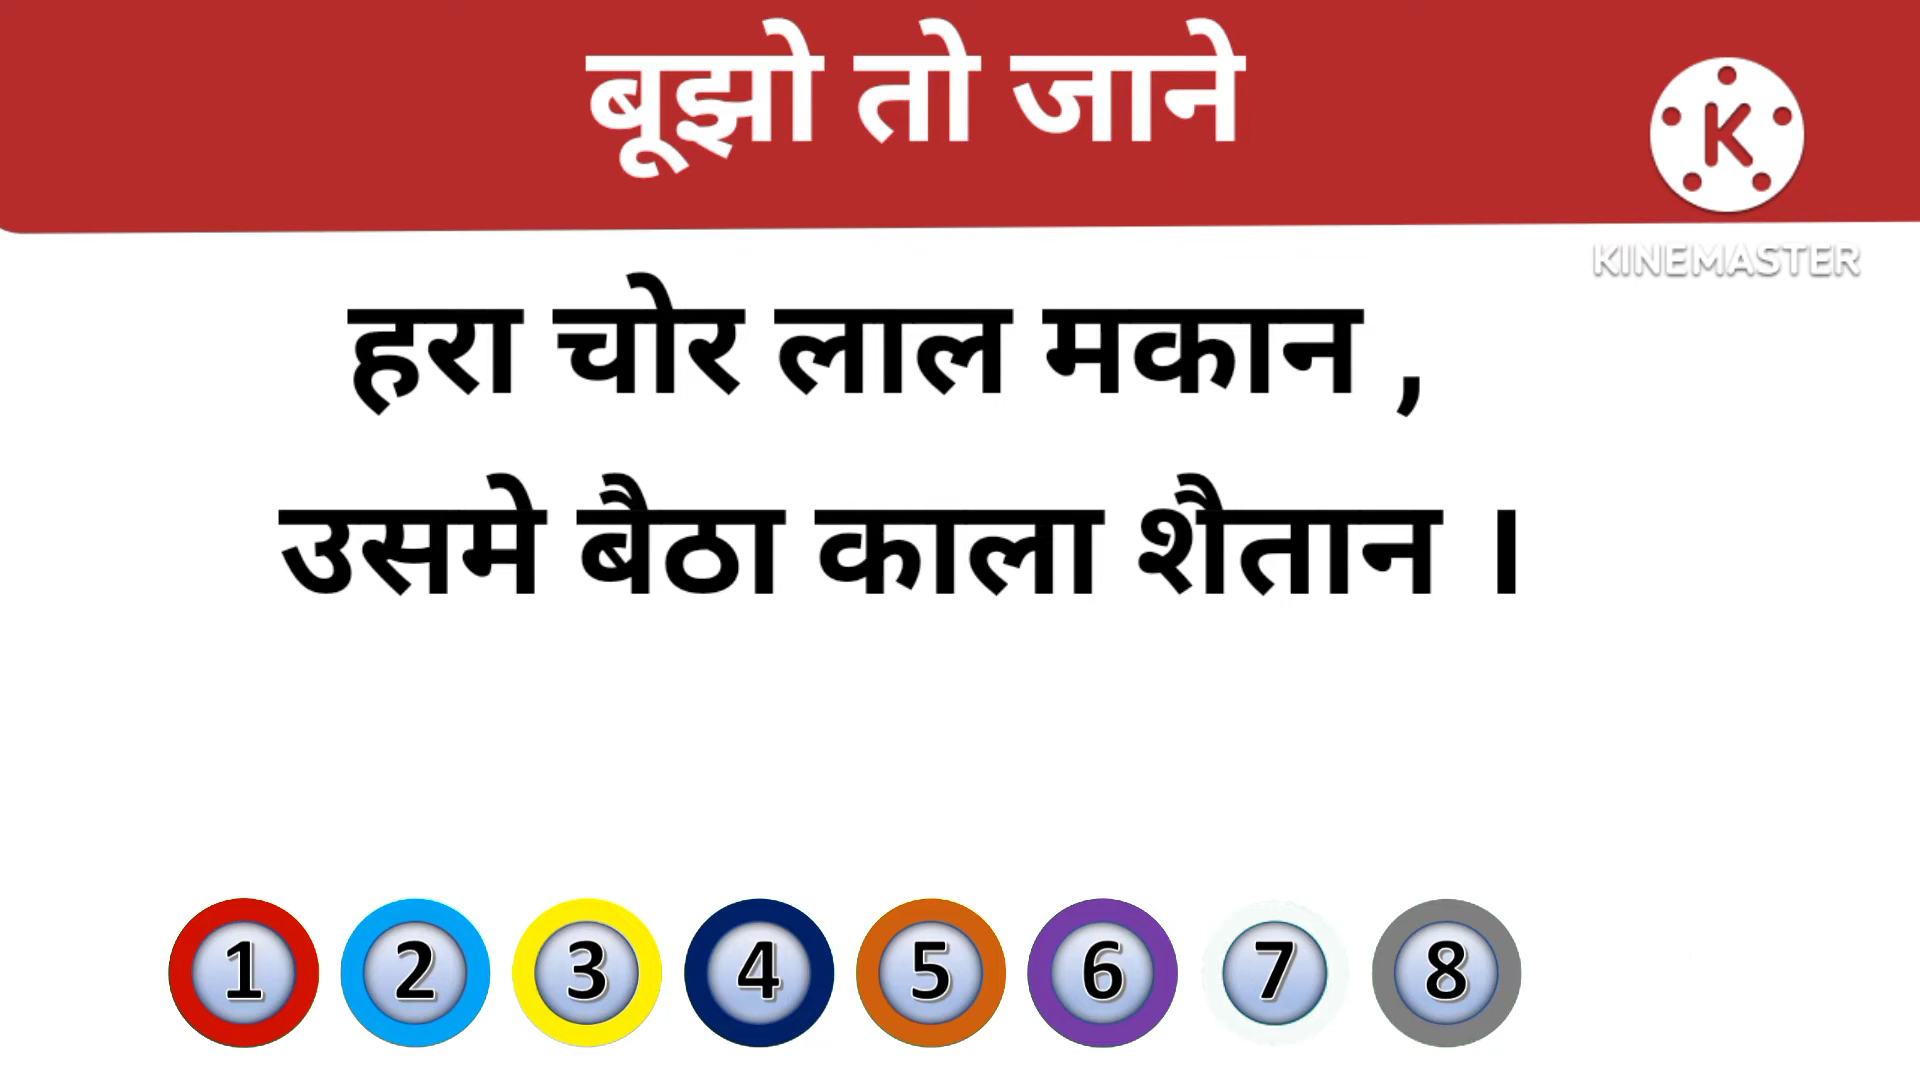 बूझो तो जाने
K
KINEMASTER
हरा चोर लाल मकान ,
उसमे बैठा काला शैतान ।
1 2 3 4 5 6 7 8